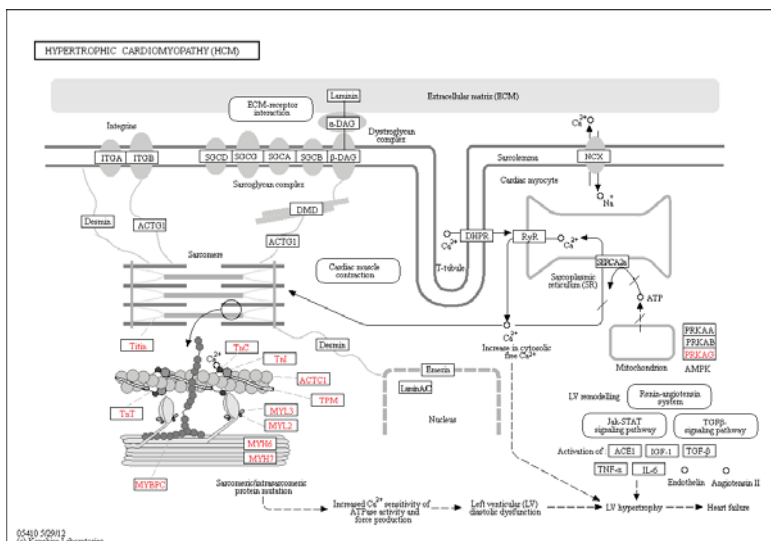 HYPERTROPHIC CARDIOMYOPATHY (HCM)
Extracellular matrix (ECM)
Laminin
ECM-receptor
interaction
α-DAG
Dystroglycan
complex
Integrins
ITGA
ITGB
SGCD
SGCG
SGCA
SGCB
β-DAG
Sarcoglycan complex
Sarcolemma
Cardiac myocyte
Ca2+
NCX
Na+
Desmin
ACTG1
DMD
ACTG1
Sarcomere
Cardiac muscle
contraction
T-tubule
Ca2+
DHPR
RyR
Ca2+
SERCA2a
Sarcoplasmic
reticulum (SR)
ATP
Mitochondrion
PRKAA
PRKAB
PRKAG
AMPK
Ca2+
Increase in cytosolic
free Ca2+
Titin
TnC
Ca2+
TnI
ACTC1
TPM
TnT
MYL3
MYL2
MYH6
MYH7
MYBPC
Desmin
Emerin
LaminA/C
Nucleus
LV remodelling
Renin-angiotensin
system
Jak-STAT
signaling pathway
TGFβ-
signaling pathway
Activation of :
ACE1
IGF-1
TGF-β
TNF-α
IL-6
Endothelin
Angiotensin II
Sarcomeric/intrasarcomeric
protein mutation
Increased Ca2+ sensitivity of
ATPase activity and
force production
Left ventricular (LV)
diastolic dysfunction
LV hypertrophy
Heart failure
05410 5/29/12
(c) Kanehisa Laboratories